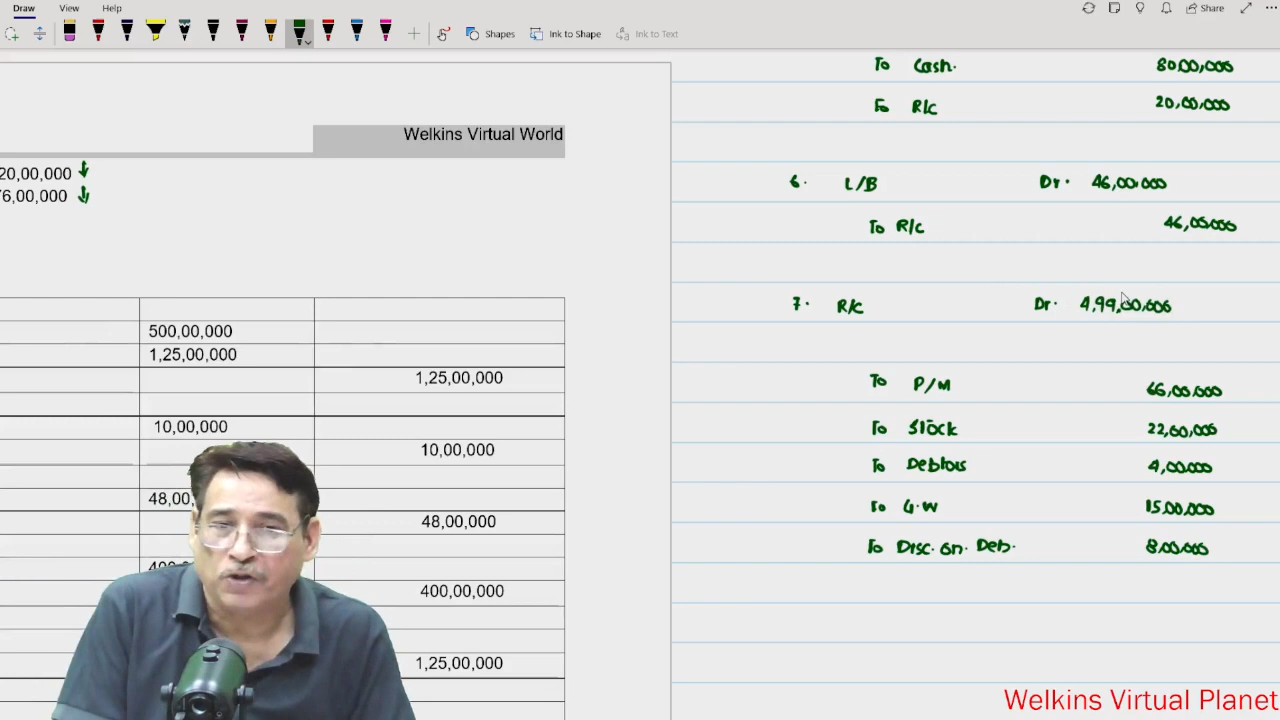 Draw View Help
Shapes Ink to Shape Ink to Text Share
Welkins Virtual World
20,00,000
76,00,000
500,00,000
1,25,00,000
1,25,00,000
10,00,000
10,00,000
48,00,
48,00,000
400,00,000
1,25,00,000
To Cash. 80,00,000
To R/C 20,00,000
6. L/B Dr. 46,00,000
To R/C 46,00,000
7. R/C Dr. 4,99,00,000
To P/M 66,00,000
To Stock 22,60,000
To Debtors 4,00,000
To G.W 15,00,000
To Disc. on. Deb. 8,00,000
Welkins Virtual Planet